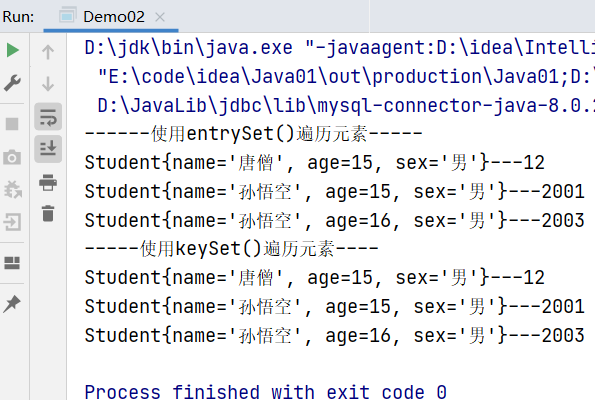 Run: Demo02
D:\jdk\bin\java.exe "-javaagent:D:\idea\Intelli
"E:\code\idea\Java01\out\production\Java01;D:\
D:\JavaLib\jdbc\lib\mysql-connector-java-8.0.2
------使用entrySet()遍历元素-----
Student{name='唐僧', age=15, sex='男'}---12
Student{name='孙悟空', age=15, sex='男'}---2001
Student{name='孙悟空', age=16, sex='男'}---2003
-----使用keySet()遍历元素----
Student{name='唐僧', age=15, sex='男'}---12
Student{name='孙悟空', age=15, sex='男'}---2001
Student{name='孙悟空', age=16, sex='男'}---2003
Process finished with exit code 0